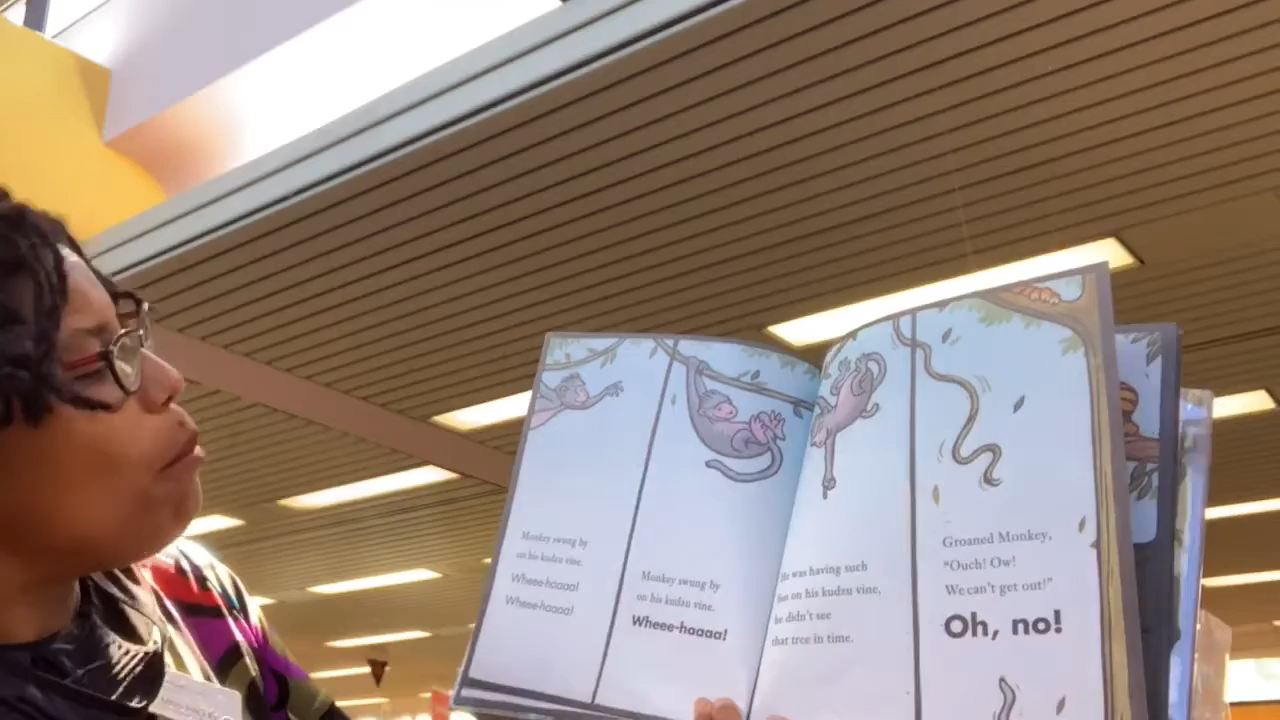 Monkey swung by
on his kudzu vine.
Wheee-haaaa!
Wheee-haaaa!
Monkey swung by
on his kudzu vine.
Wheee-haaaa!
He was having such
fun on his kudzu vine,
he didn't see
that tree in time.
Groaned Monkey,
"Ouch! Ow!
We can't get out!"
Oh, no!